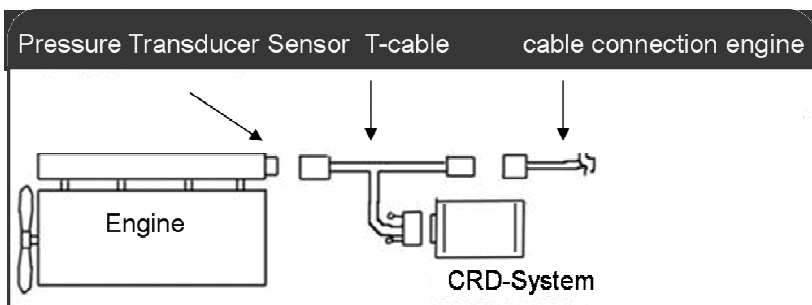 Pressure Transducer Sensor T-cable cable connection engine
Engine
CRD-System